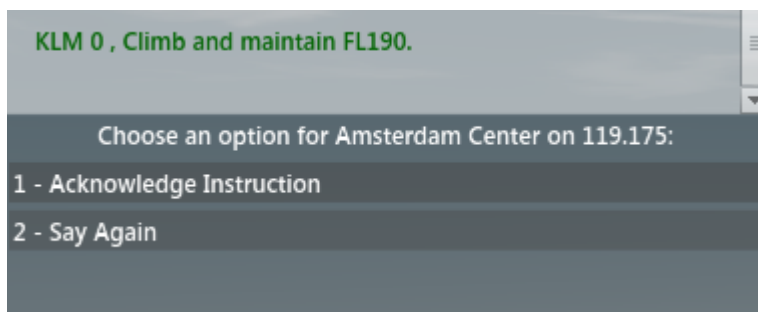 KLM 0 , Climb and maintain FL190.
Choose an option for Amsterdam Center on 119.175:
1 - Acknowledge Instruction
2 - Say Again